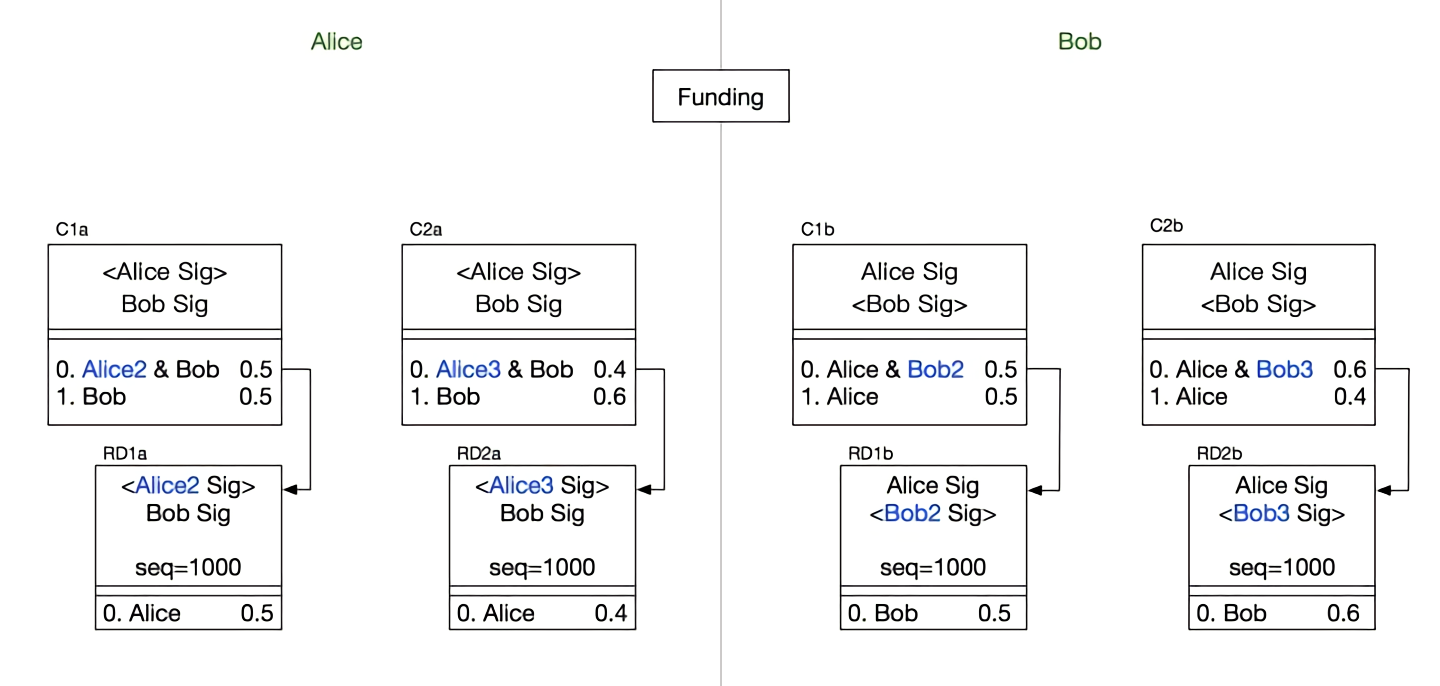 Alice
Bob
Funding
C1a
<Alice Sig>
Bob Sig
0. Alice2 & Bob 0.5
1. Bob 0.5
RD1a
<Alice2 Sig>
Bob Sig
seq=1000
0. Alice 0.5
C2a
<Alice Sig>
Bob Sig
0. Alice3 & Bob 0.4
1. Bob 0.6
RD2a
<Alice3 Sig>
Bob Sig
seq=1000
0. Alice 0.4
C1b
Alice Sig
<Bob Sig>
0. Alice & Bob2 0.5
1. Alice 0.5
RD1b
Alice Sig
<Bob2 Sig>
seq=1000
0. Bob 0.5
C2b
Alice Sig
<Bob Sig>
0. Alice & Bob3 0.6
1. Alice 0.4
RD2b
Alice Sig
<Bob3 Sig>
seq=1000
0. Bob 0.6